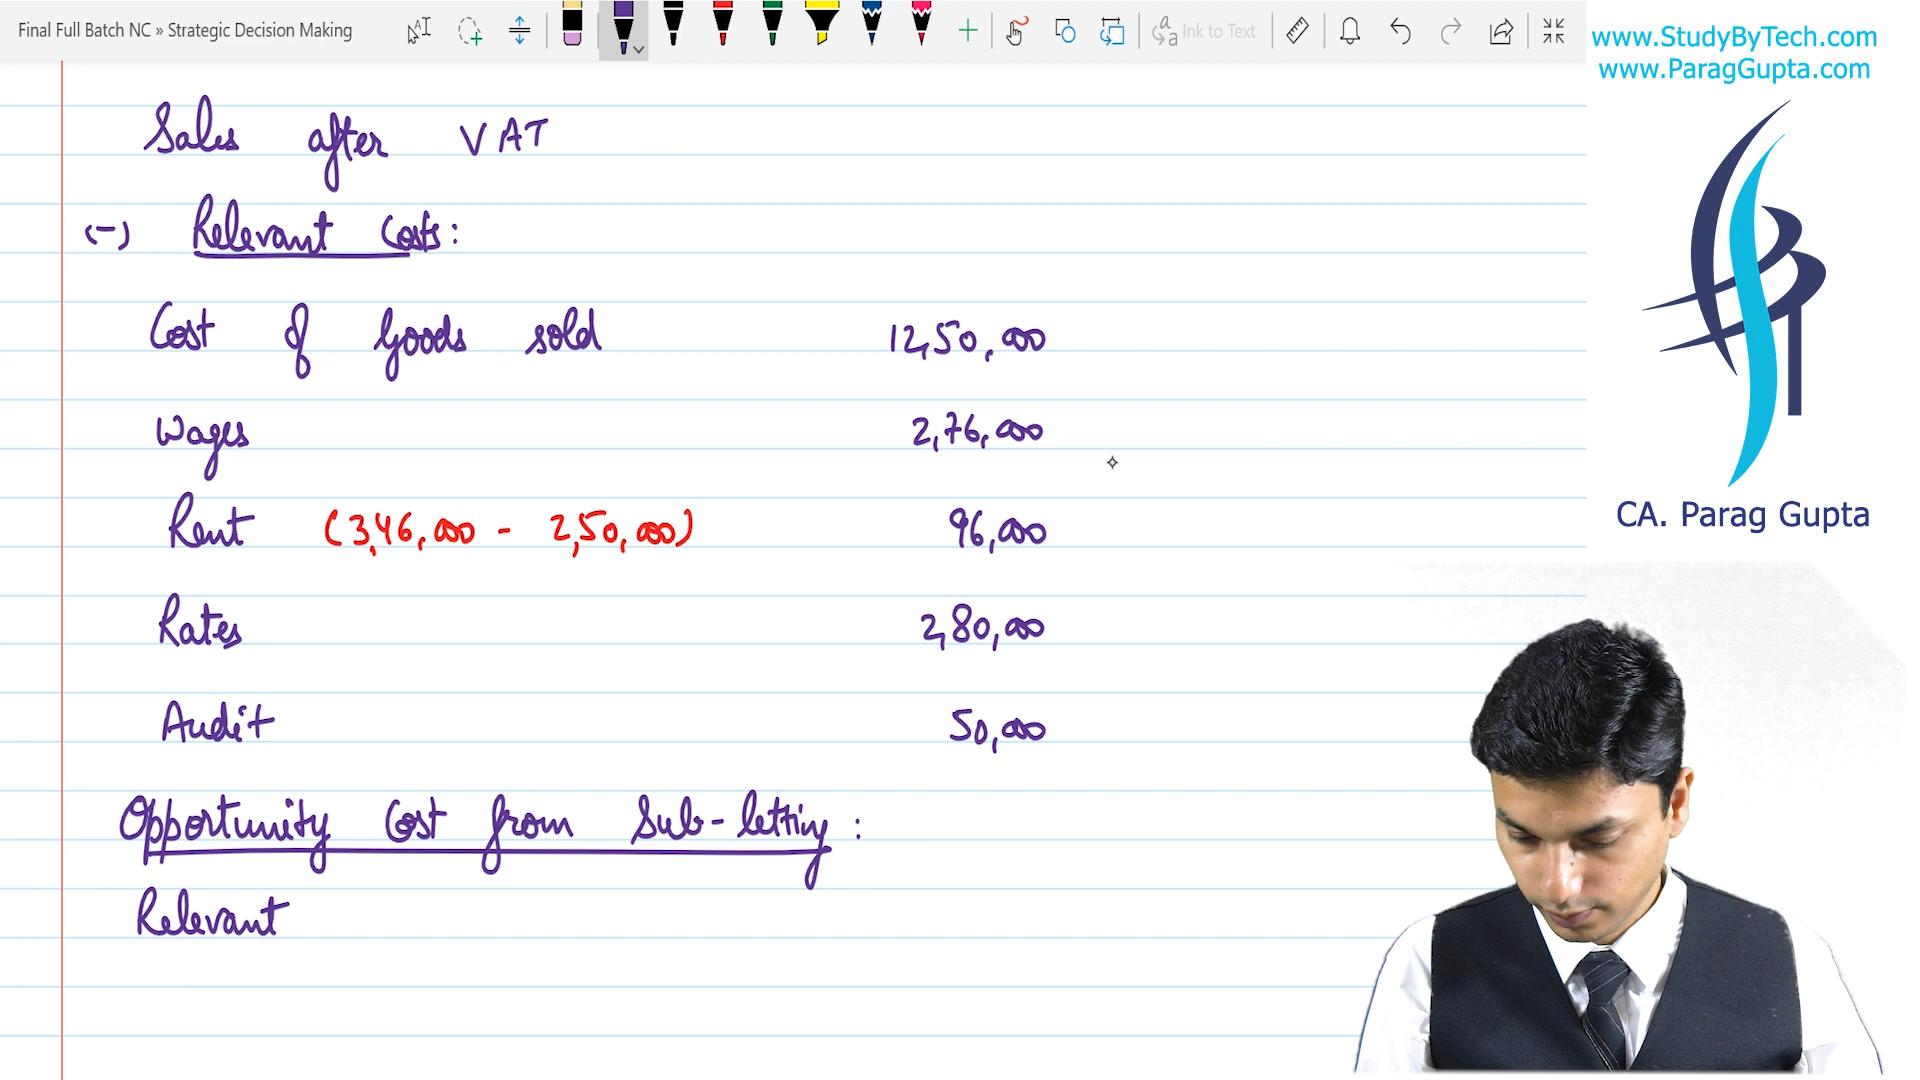 Final Full Batch NC » Strategic Decision Making
Ink to Text
www.StudyByTech.com
www.ParagGupta.com
Sales after VAT
(-) Relevant Costs:
Cost of Goods sold 12,50,000
Wages 2,76,000
Rent (3,46,000 - 2,50,000) 96,000
Rates 2,80,000
Audit 50,000
Opportunity Cost from Sub-letting :
Relevant
CA. Parag Gupta